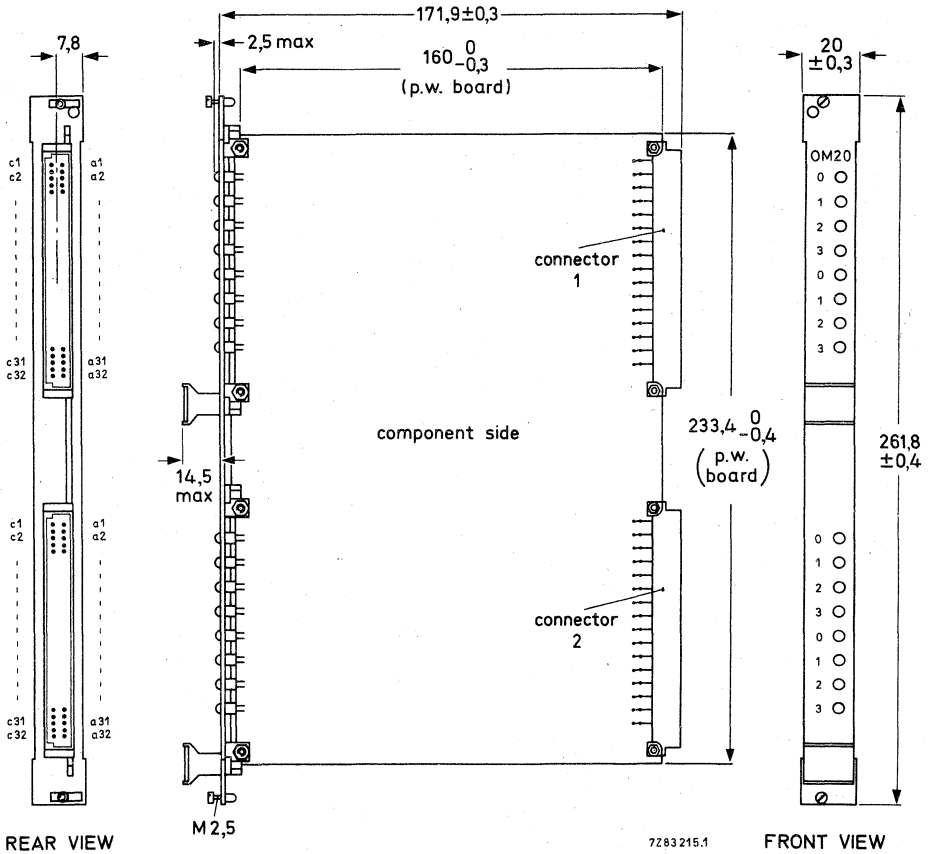 171,9±0,3
2,5 max
7,8
160 0 -0,3
(p.w. board)
20
±0,3
c1
c2
a1
a2
c31
c32
a31
a32
c1
c2
a1
a2
c31
c32
a31
a32
REAR VIEW
connector
1
component side
14,5
max
233,4 0 -0,4
(p.w.
board)
connector
2
M2,5
7Z83215.1
OM20
0
1
2
3
0
1
2
3
261,8
±0,4
0
1
2
3
0
1
2
3
FRONT VIEW